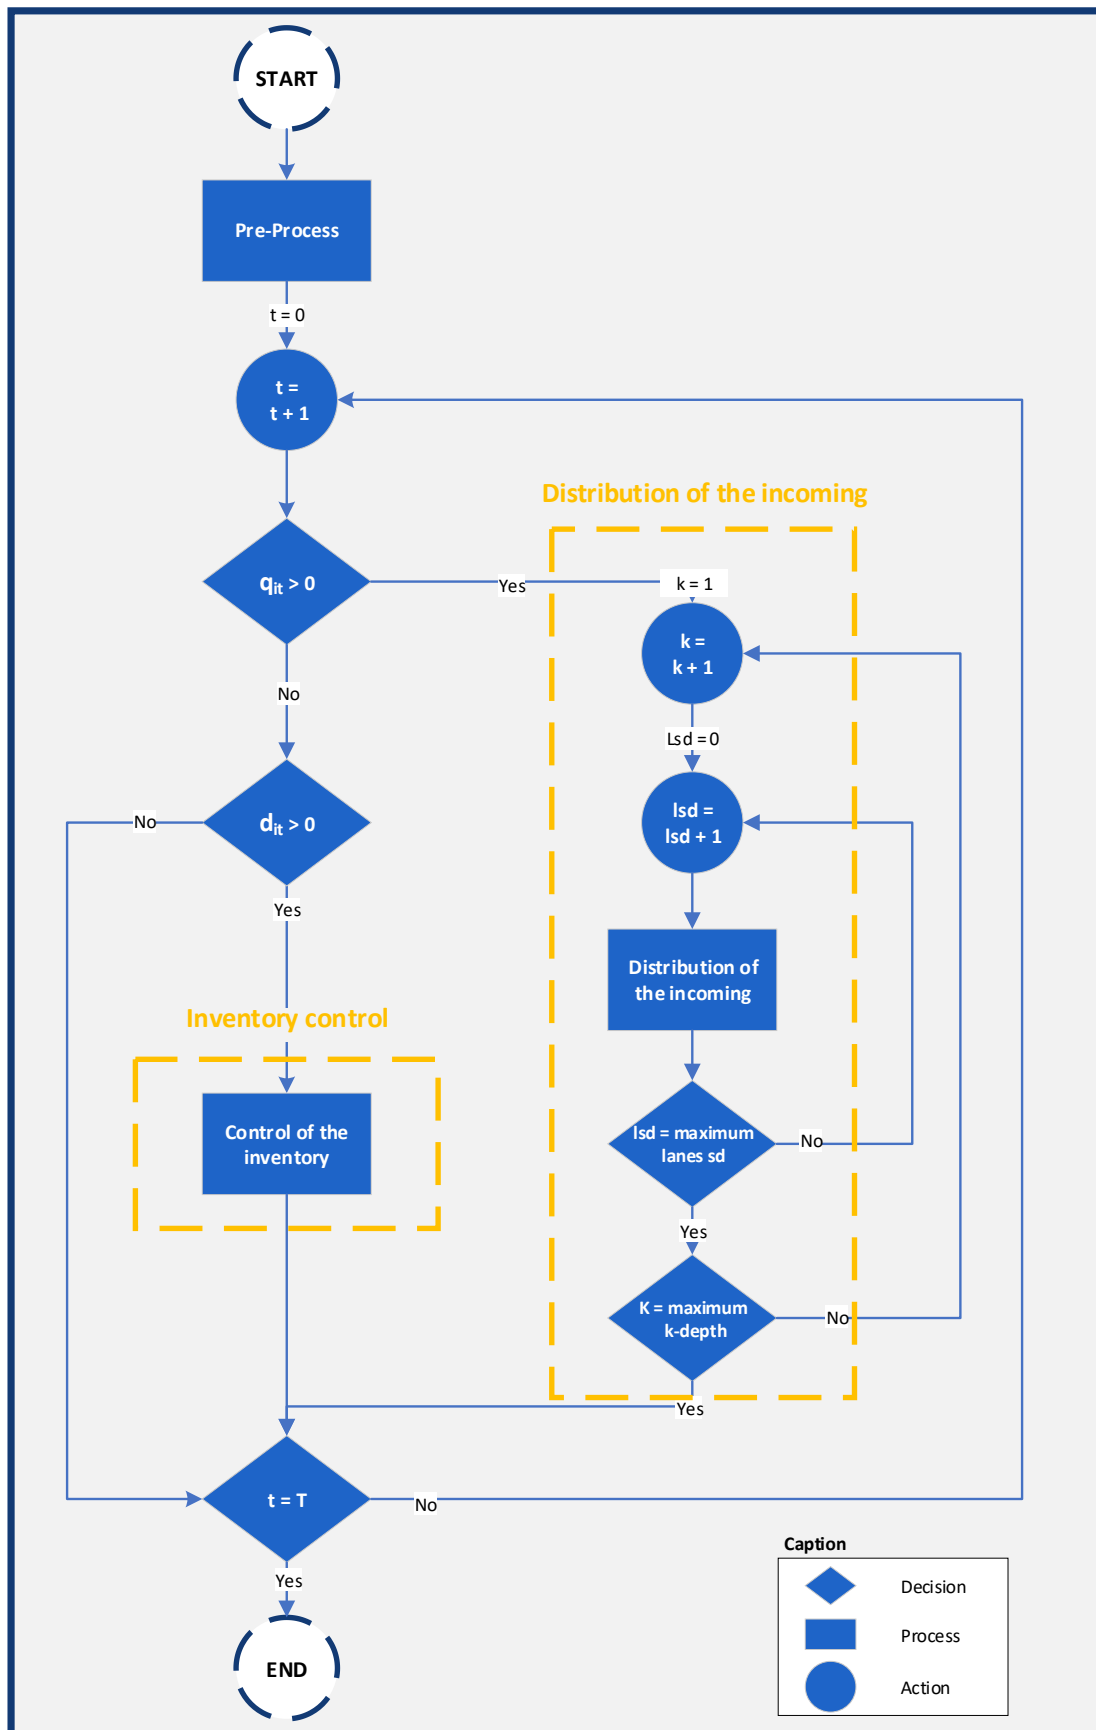 START
Pre-Process
t = 0
t =
t + 1
Distribution of the incoming
qit > 0
Yes
k = 1
k =
k + 1
No
Lsd = 0
lsd =
lsd + 1
No
dit > 0
Yes
Distribution of
the incoming
Inventory control
Control of the
inventory
lsd = maximum
lanes sd
No
Yes
K = maximum
k-depth
No
Yes
t = T
No
Yes
END
Caption
Decision
Process
Action